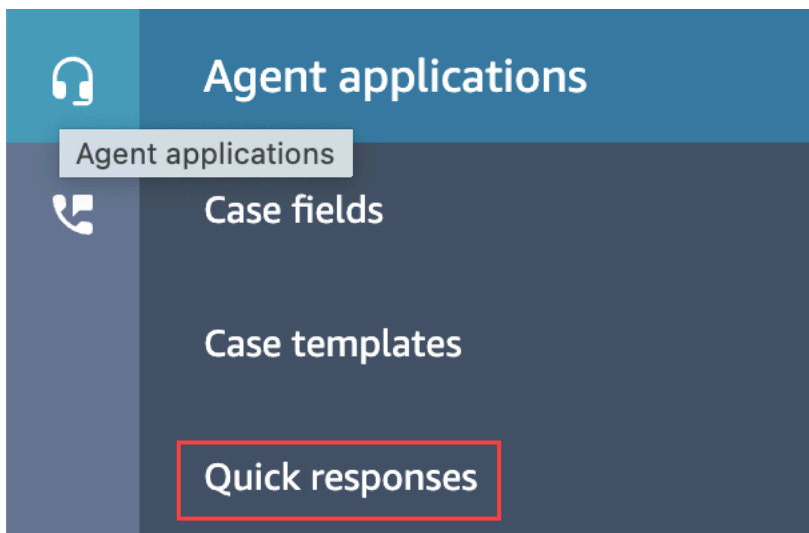 Agent applications
Agent applications
Case fields
Case templates
Quick responses